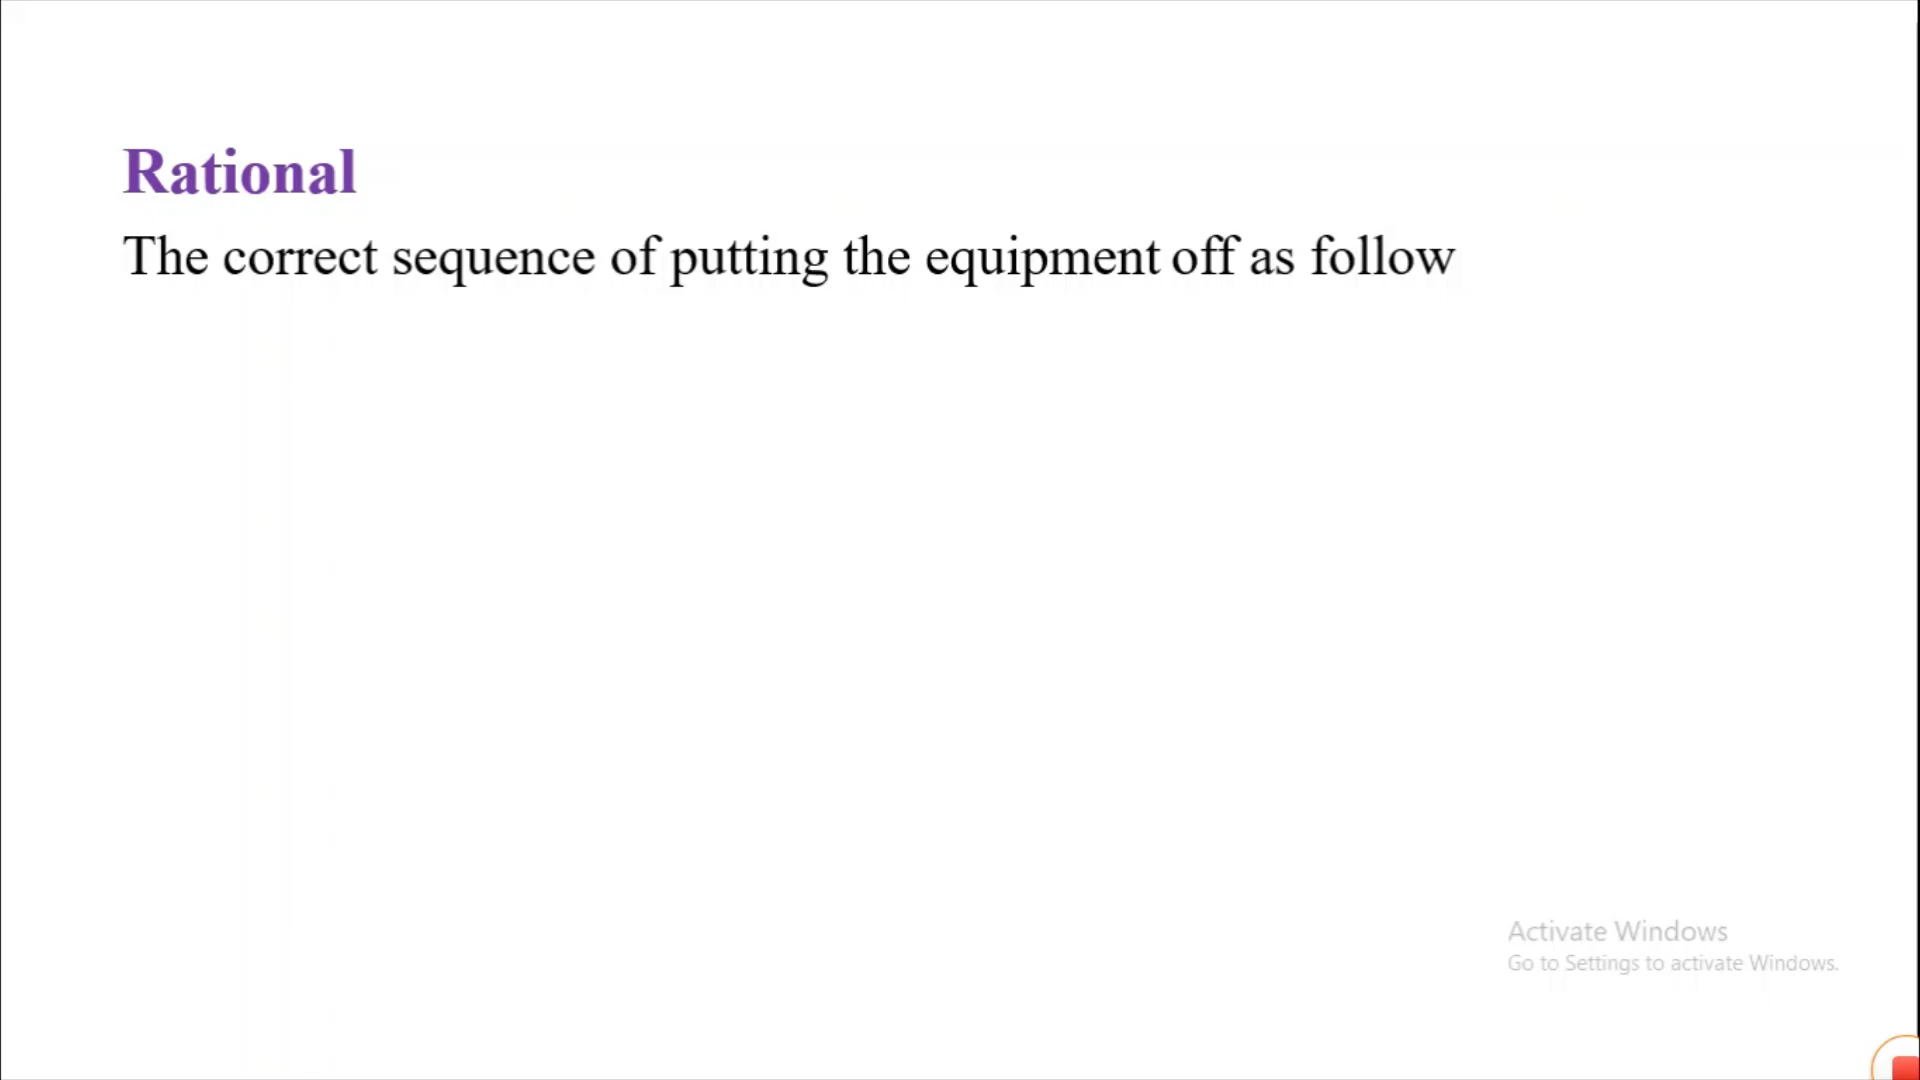 Rational
The correct sequence of putting the equipment off as follow
Activate Windows
Go to Settings to activate Windows.